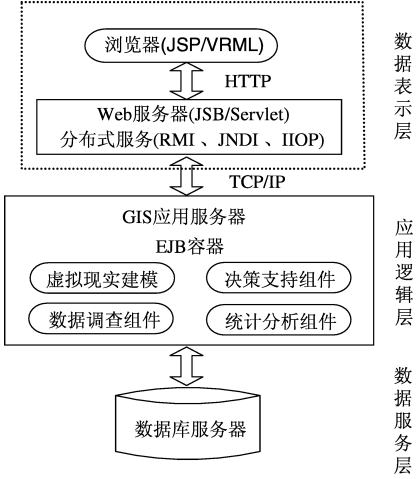 浏览器(JSP/VRML)
HTTP
Web服务器(JSB/Servlet)
分布式服务(RMI 、JNDI 、IIOP)
数据表示层
TCP/IP
GIS应用服务器
EJB容器
虚拟现实建模
决策支持组件
数据调查组件
统计分析组件
应用逻辑层
数据库服务器
数据服务层